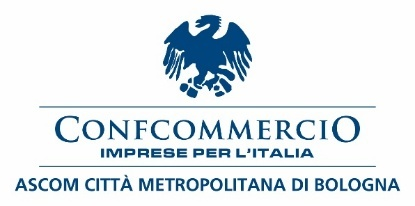 CONFCOMMERCIO
IMPRESE PER L'ITALIA
ASCOM CITTÀ METROPOLITANA DI BOLOGNA